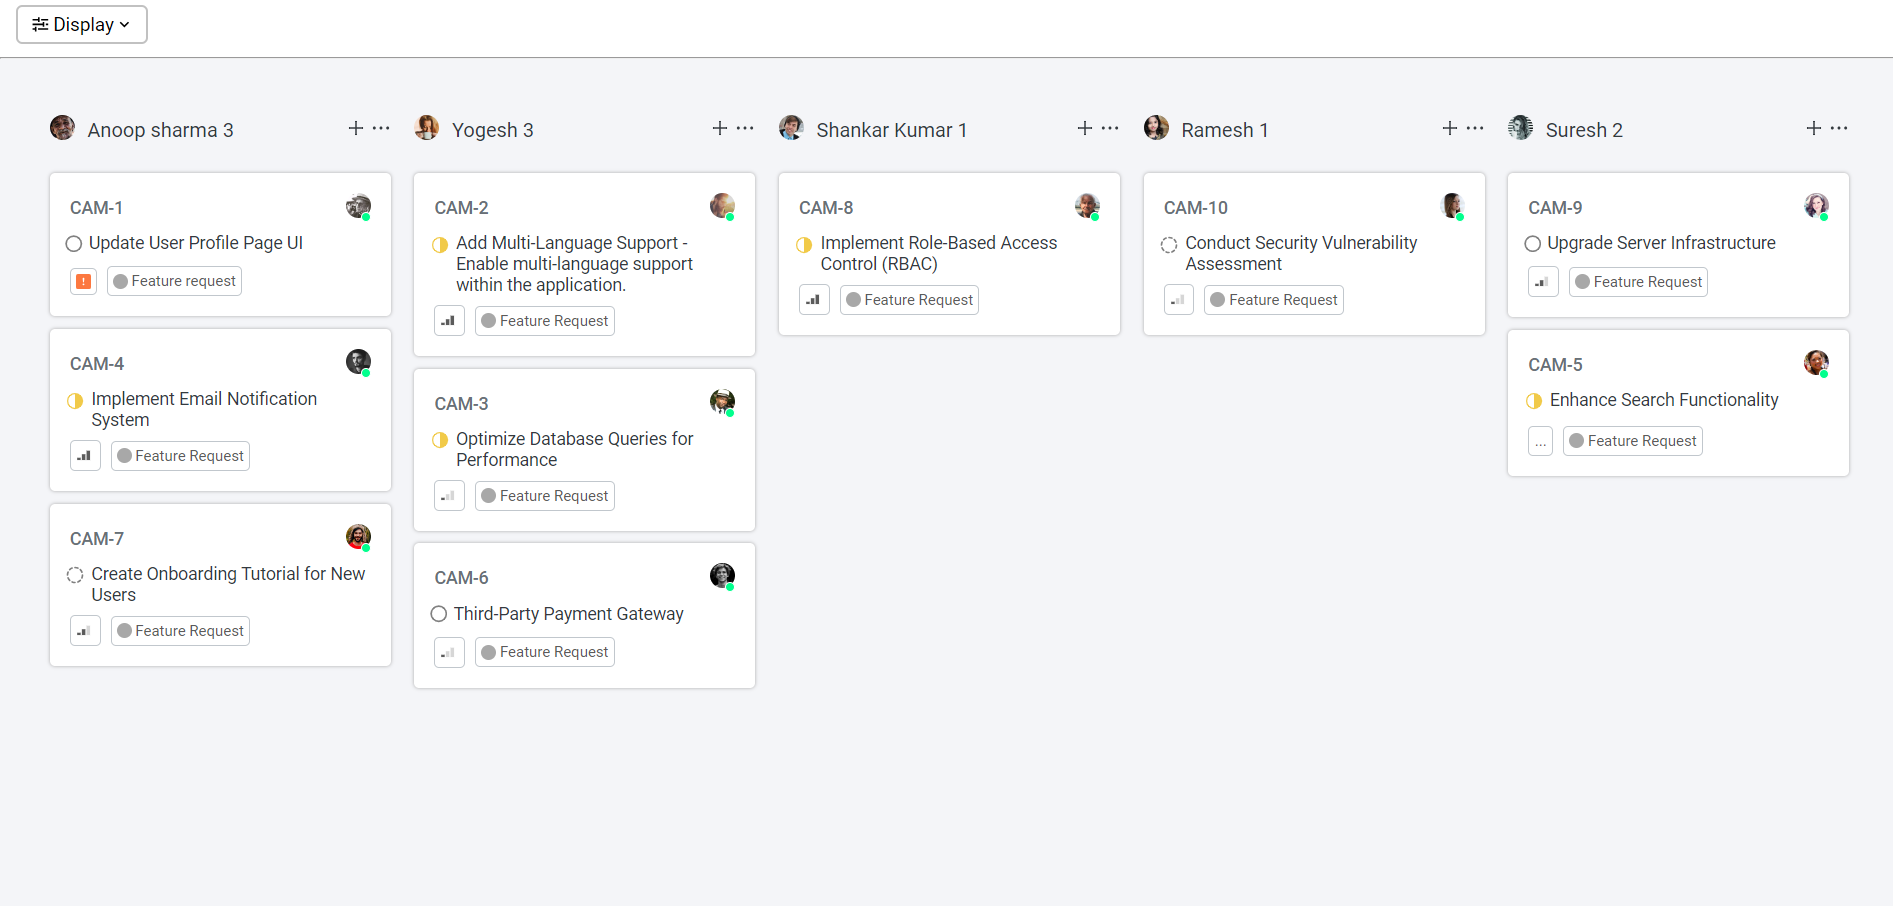 Display
Anoop sharma 3
CAM-1
Update User Profile Page UI
!
Feature request
CAM-4
Implement Email Notification
System
Feature Request
CAM-7
Create Onboarding Tutorial for New
Users
Feature Request
Yogesh 3
CAM-2
Add Multi-Language Support -
Enable multi-language support
within the application.
Feature Request
CAM-3
Optimize Database Queries for
Performance
Feature Request
CAM-6
Third-Party Payment Gateway
Feature Request
Shankar Kumar 1
CAM-8
Implement Role-Based Access
Control (RBAC)
Feature Request
Ramesh 1
CAM-10
Conduct Security Vulnerability
Assessment
Feature Request
Suresh 2
CAM-9
Upgrade Server Infrastructure
Feature Request
CAM-5
Enhance Search Functionality
...
Feature Request